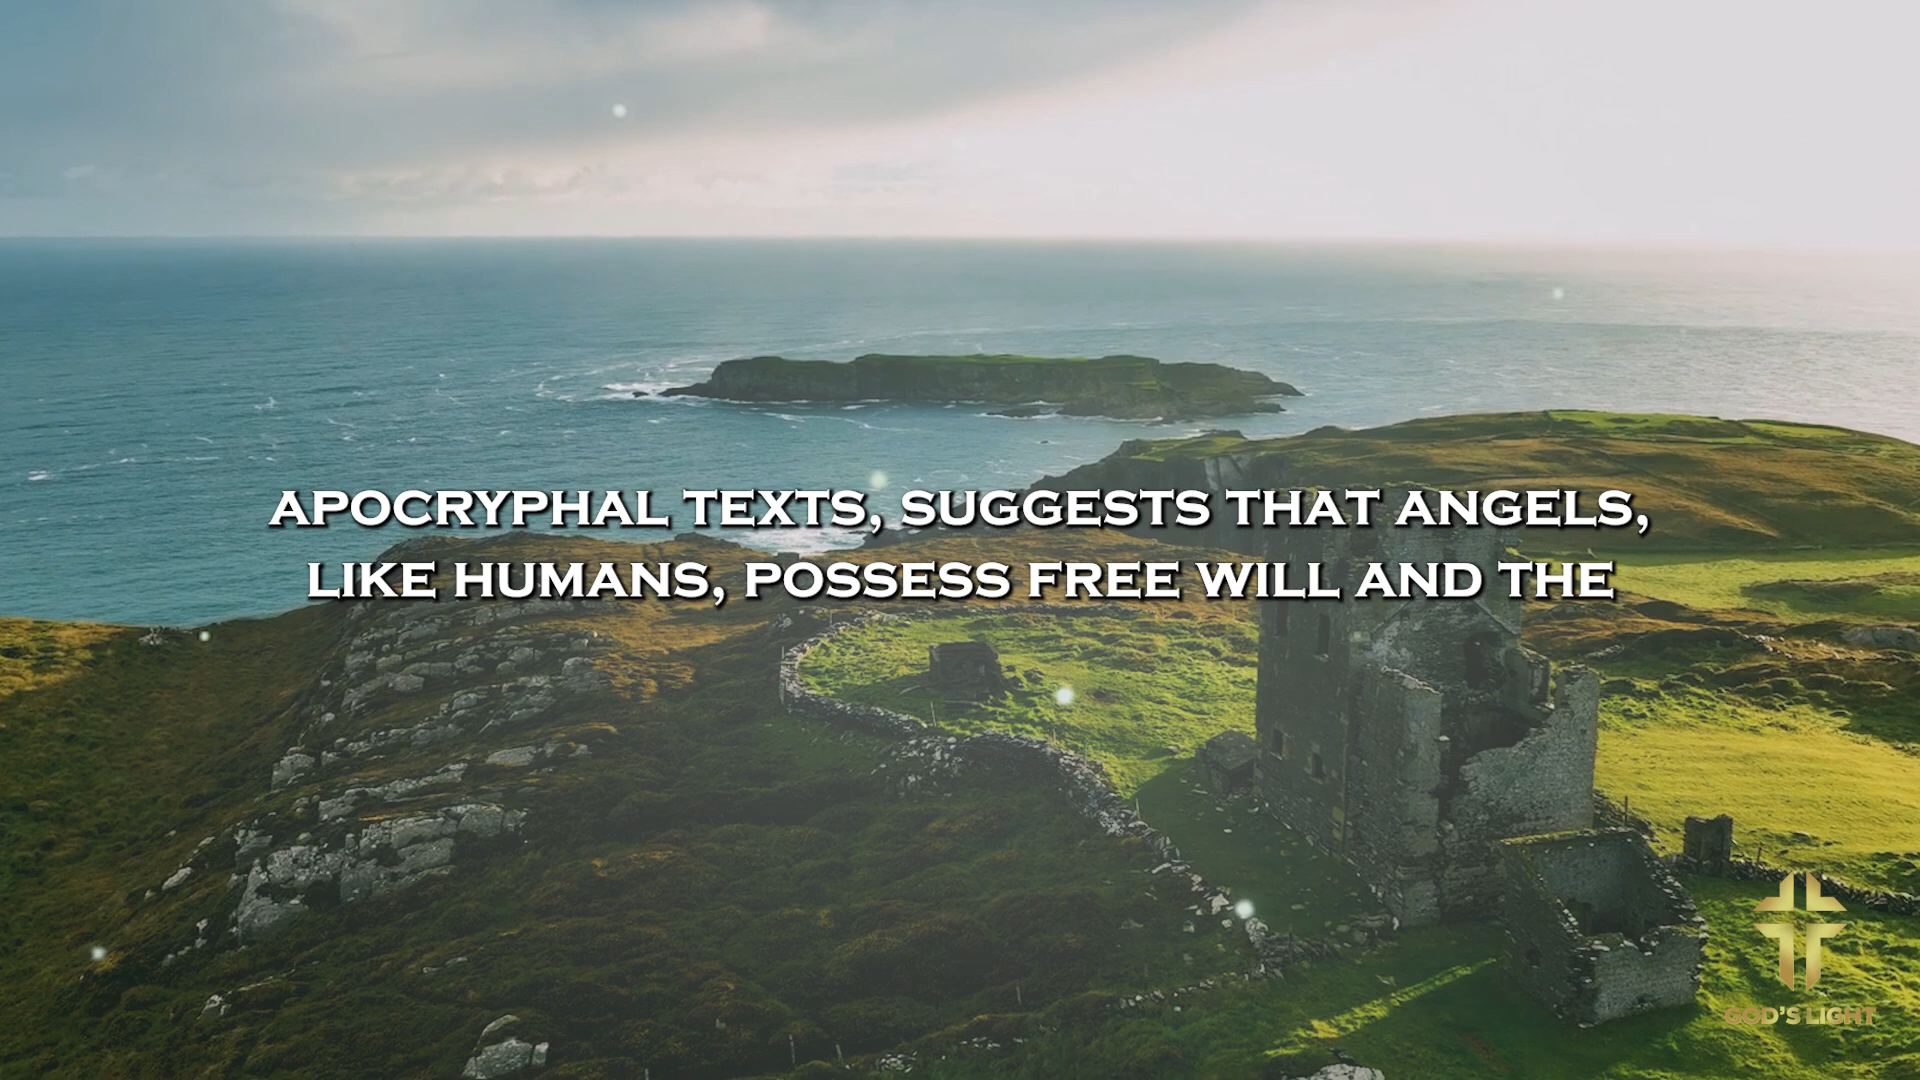 APOCRYPHAL TEXTS, SUGGESTS THAT ANGELS,
LIKE HUMANS, POSSESS FREE WILL AND THE
GOD'S LIGHT